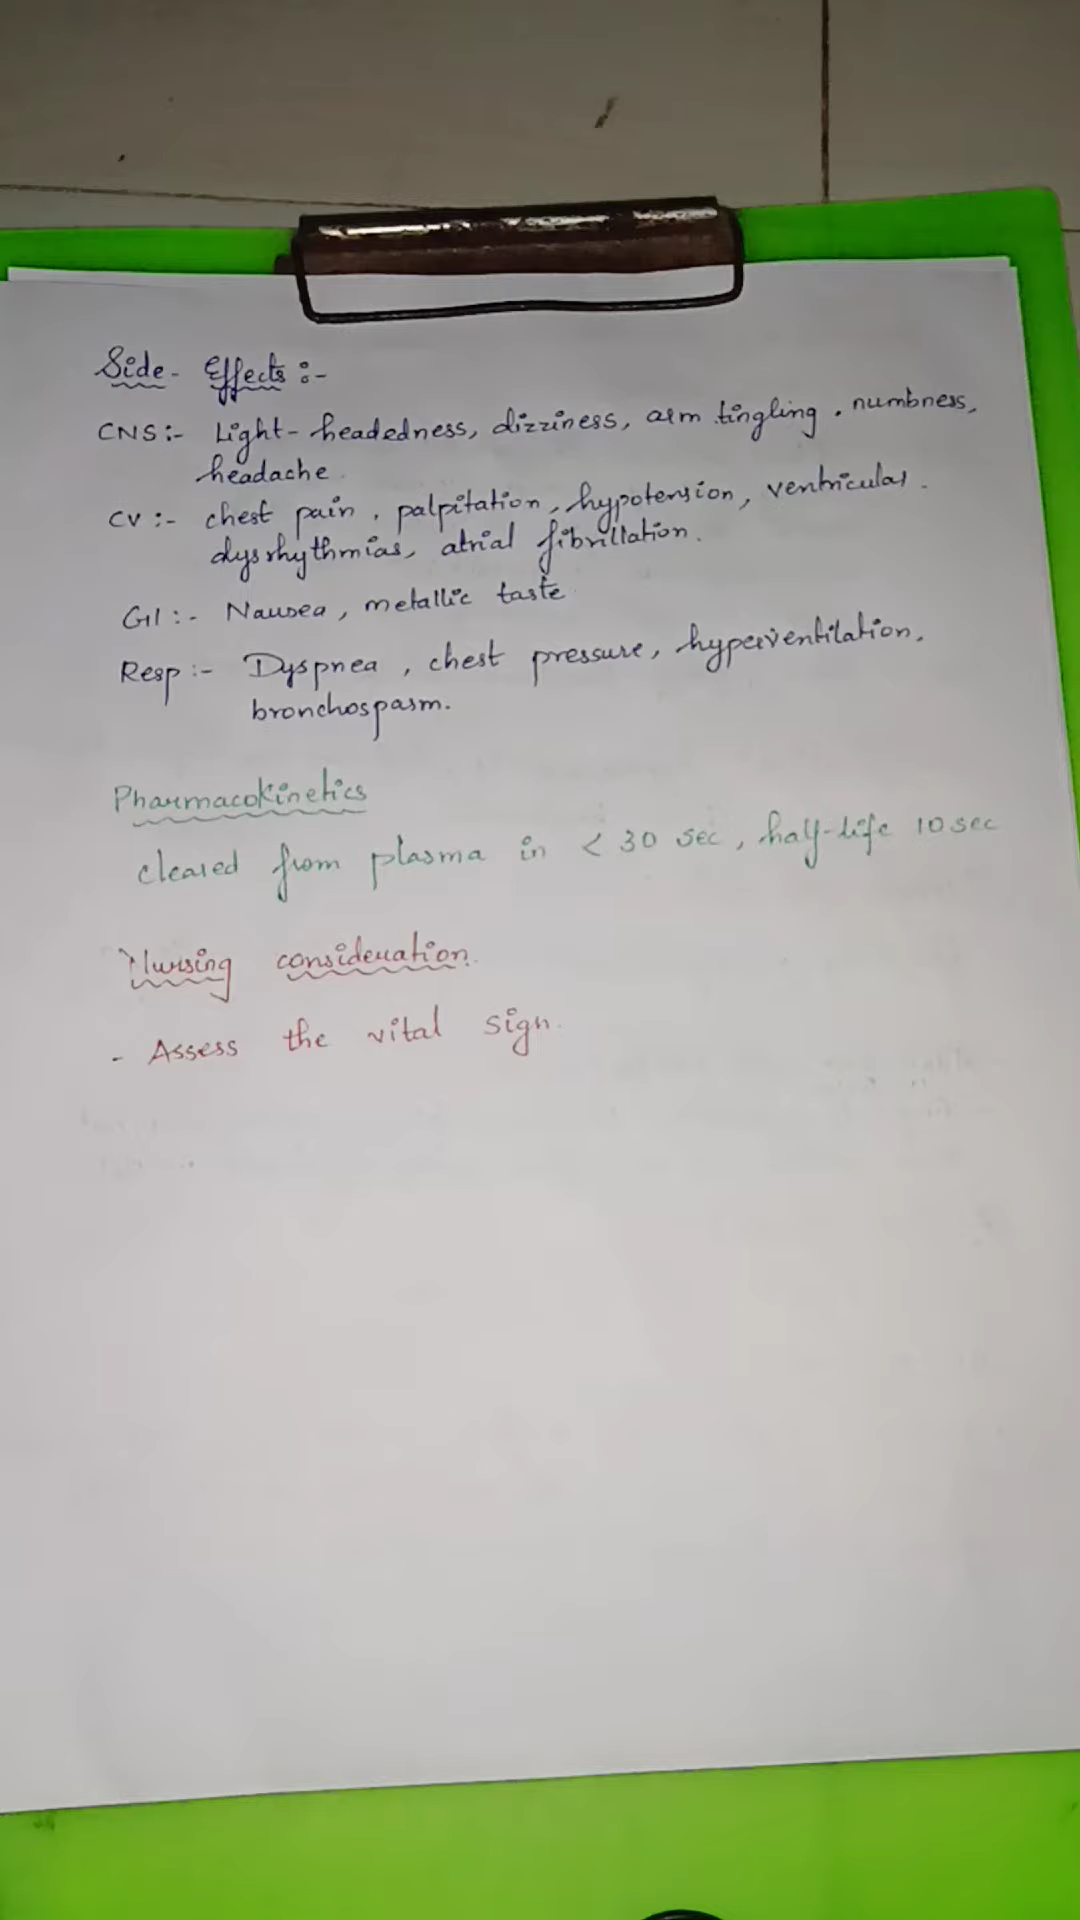 Side - Effects :-
CNS :- Light-headedness, dizziness, arm tingling, numbness,
headache.
CV :- chest pain, palpitation, hypotension, ventricular
dysrhythmias, atrial fibrillation.
GI :- Nausea, metallic taste
Resp :- Dyspnea, chest pressure, hyperventilation,
bronchospasm.
Pharmacokinetics
cleared from plasma in < 30 sec, half-life 10 sec
Nursing consideration.
- Assess the vital sign.